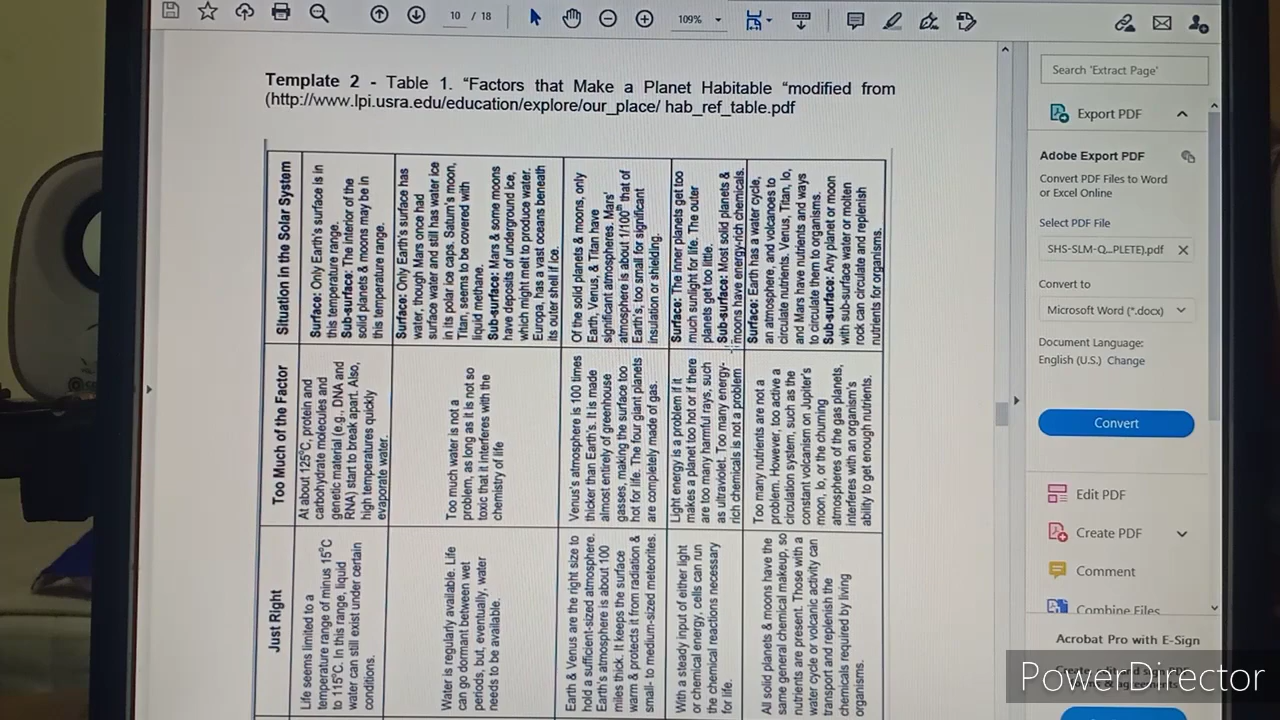 10 / 18
109%
Template 2 - Table 1. “Factors that Make a Planet Habitable “modified from
(http://www.lpi.usra.edu/education/explore/our_place/ hab_ref_table.pdf
Situation in the Solar System
Surface: Only Earth's surface is in
this temperature range.
Sub-surface: The interior of the
solid planets & moons may be in
this temperature range.
Surface: Only Earth's surface has
water, though Mars once had
surface water and still has water ice
in its polar ice caps. Saturn's moon,
Titan, seems to be covered with
liquid methane.
Sub-surface: Mars & some moons
have deposits of underground ice,
which might melt to produce water.
Europa, has a vast oceans beneath
its outer shell if ice.
Of the solid planets & moons, only
Earth, Venus, & Titan have
significant atmospheres. Mars'
atmosphere is about 1/100th that of
Earth's; too small for significant
insulation or shielding.
Surface: The inner planets get too
much sunlight for life. The outer
planets get too little.
Sub-surface: Most solid planets &
moons have energy-rich chemicals.
Surface: Earth has a water cycle,
an atmosphere, and volcanoes to
circulate nutrients. Venus, Titan, Io,
and Mars have nutrients and ways
to circulate them to organisms.
Sub-surface: Any planet or moon
with sub-surface water or molten
rock can circulate and replenish
nutrients for organisms.
Too Much of the Factor
At about 125°C, protein and
carbohydrate molecules and
genetic material (e.g., DNA and
RNA) start to break apart. Also,
high temperatures quickly
evaporate water.
Too much water is not a
problem, as long as it is not so
toxic that it interferes with the
chemistry of life
Venus's atmosphere is 100 times
thicker than Earth's. It is made
almost entirely of greenhouse
gasses, making the surface too
hot for life. The four giant planets
are completely made of gas.
Light energy is a problem if it
makes a planet too hot or if there
are too many harmful rays, such
as ultraviolet. Too many energy-
rich chemicals is not a problem
Too many nutrients are not a
problem. However, too active a
circulation system, such as the
constant volcanism on Jupiter's
moon, Io, or the churning
atmospheres of the gas planets,
interferes with an organism's
ability to get enough nutrients.
Just Right
Life seems limited to a
temperature range of minus 15°C
to 115°C. In this range, liquid
water can still exist under certain
conditions.
Water is regularly available. Life
can go dormant between wet
periods, but, eventually, water
needs to be available.
Earth & Venus are the right size to
hold a sufficient-sized atmosphere.
Earth's atmosphere is about 100
miles thick. It keeps the surface
warm & protects it from radiation &
small- to medium-sized meteorites.
With a steady input of either light
or chemical energy, cells can run
the chemical reactions necessary
for life.
All solid planets & moons have the
same general chemical makeup, so
nutrients are present. Those with a
water cycle or volcanic activity can
transport and replenish the
chemicals required by living
organisms.
Search 'Extract Page'
Export PDF
Adobe Export PDF
Convert PDF Files to Word
or Excel Online
Select PDF File
SHS-SLM-Q...PLETE).pdf
Convert to
Microsoft Word (*.docx)
Document Language:
English (U.S.) Change
Convert
Edit PDF
Create PDF
Comment
Combine Files
Acrobat Pro with E-Sign
PowerDirector